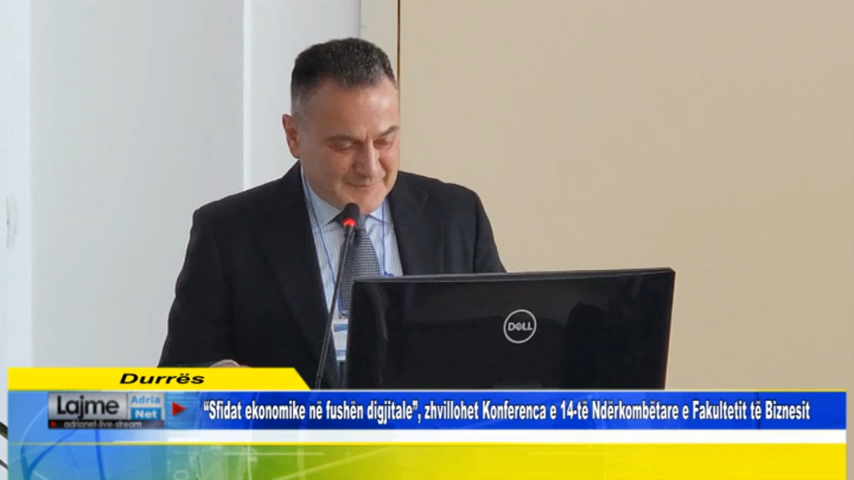 DELL
Durrës
Lajme Adria Net
adrianet-live-stream
“Sfidat ekonomike në fushën digjitale”, zhvillohet Konferenca e 14-të Ndërkombëtare e Fakultetit të Biznesit